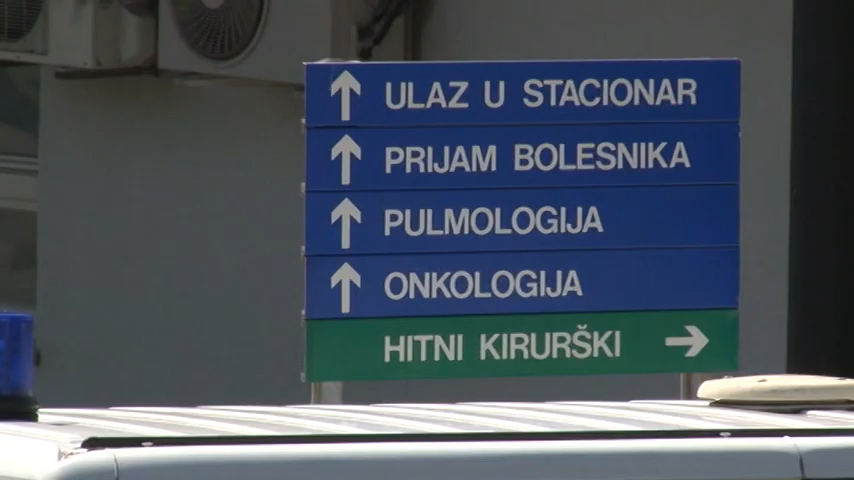 ULAZ U STACIONAR
PRIJAM BOLESNIKA
PULMOLOGIJA
ONKOLOGIJA
HITNI KIRURŠKI